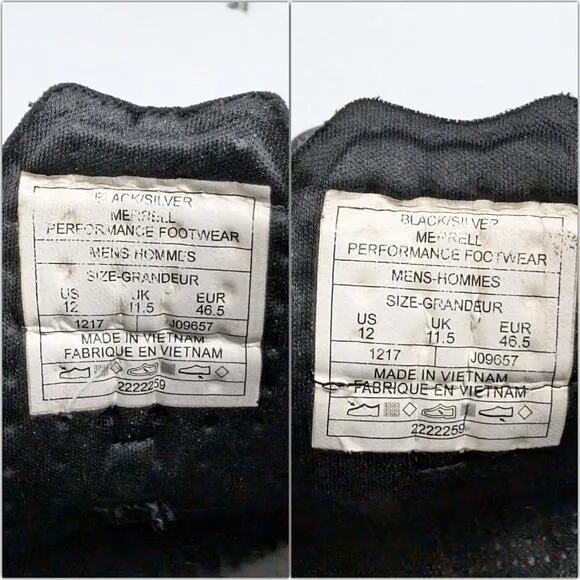 BLACK/SILVER
MERRELL
PERFORMANCE FOOTWEAR
MENS-HOMMES
SIZE-GRANDEUR
US UK EUR
12 11.5 46.5
1217 J09657
MADE IN VIETNAM
FABRIQUE EN VIETNAM
2222259
BLACK/SILVER
MERRELL
PERFORMANCE FOOTWEAR
MENS-HOMMES
SIZE-GRANDEUR
US UK EUR
12 11.5 46.5
1217 J09657
MADE IN VIETNAM
FABRIQUE EN VIETNAM
2222259